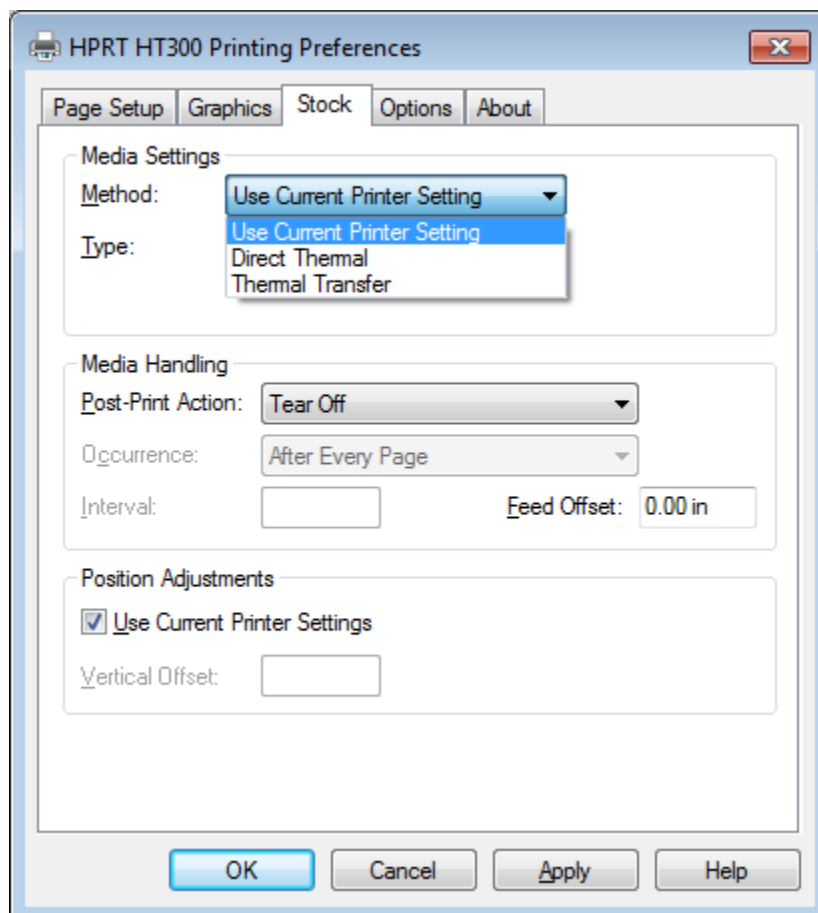 HPRT HT300 Printing Preferences
Page Setup Graphics Stock Options About
Media Settings
Method: Use Current Printer Setting
Use Current Printer Setting
Type:
Direct Thermal
Thermal Transfer
Media Handling
Post-Print Action: Tear Off
Occurrence: After Every Page
Interval: Feed Offset: 0.00 in
Position Adjustments
Use Current Printer Settings
Vertical Offset:
OK Cancel Apply Help